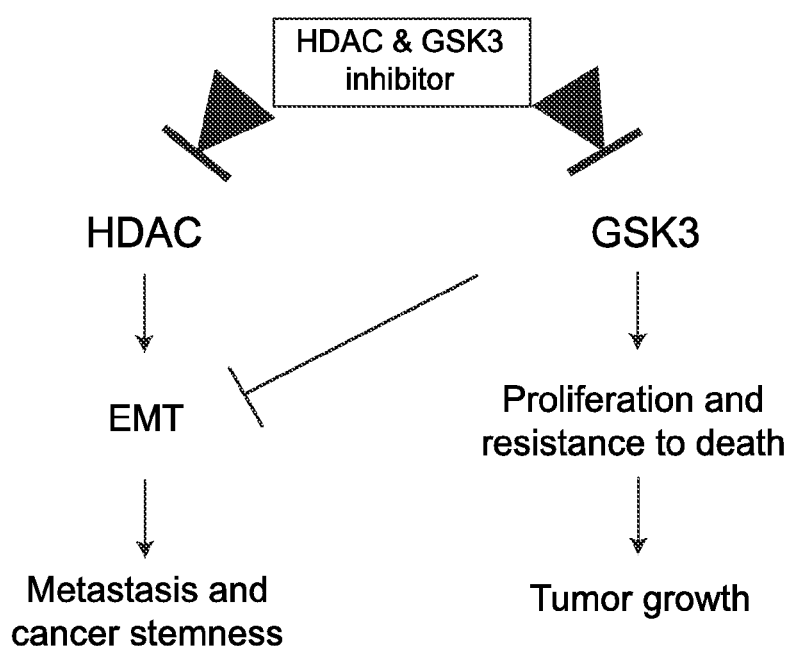 HDAC & GSK3
inhibitor
HDAC
GSK3
EMT
Proliferation and
resistance to death
Metastasis and
cancer stemness
Tumor growth